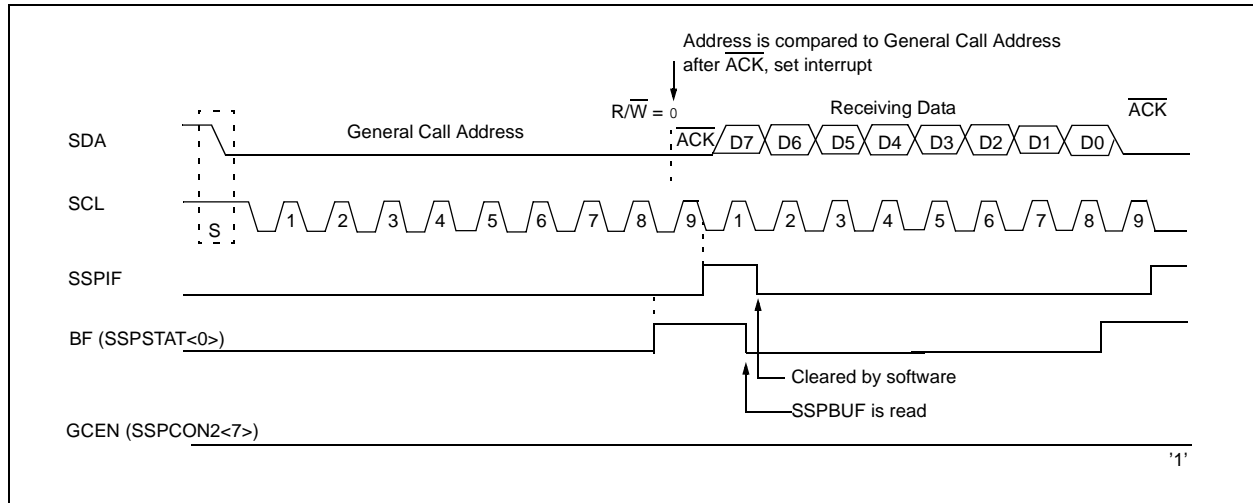 Address is compared to General Call Address
after ACK, set interrupt
R/W = 0
Receiving Data
ACK
SDA
General Call Address
ACK
D7 D6 D5 D4 D3 D2 D1 D0
SCL
S
1 2 3 4 5 6 7 8 9 1 2 3 4 5 6 7 8 9
SSPIF
BF (SSPSTAT<0>)
Cleared by software
SSPBUF is read
GCEN (SSPCON2<7>)
'1'